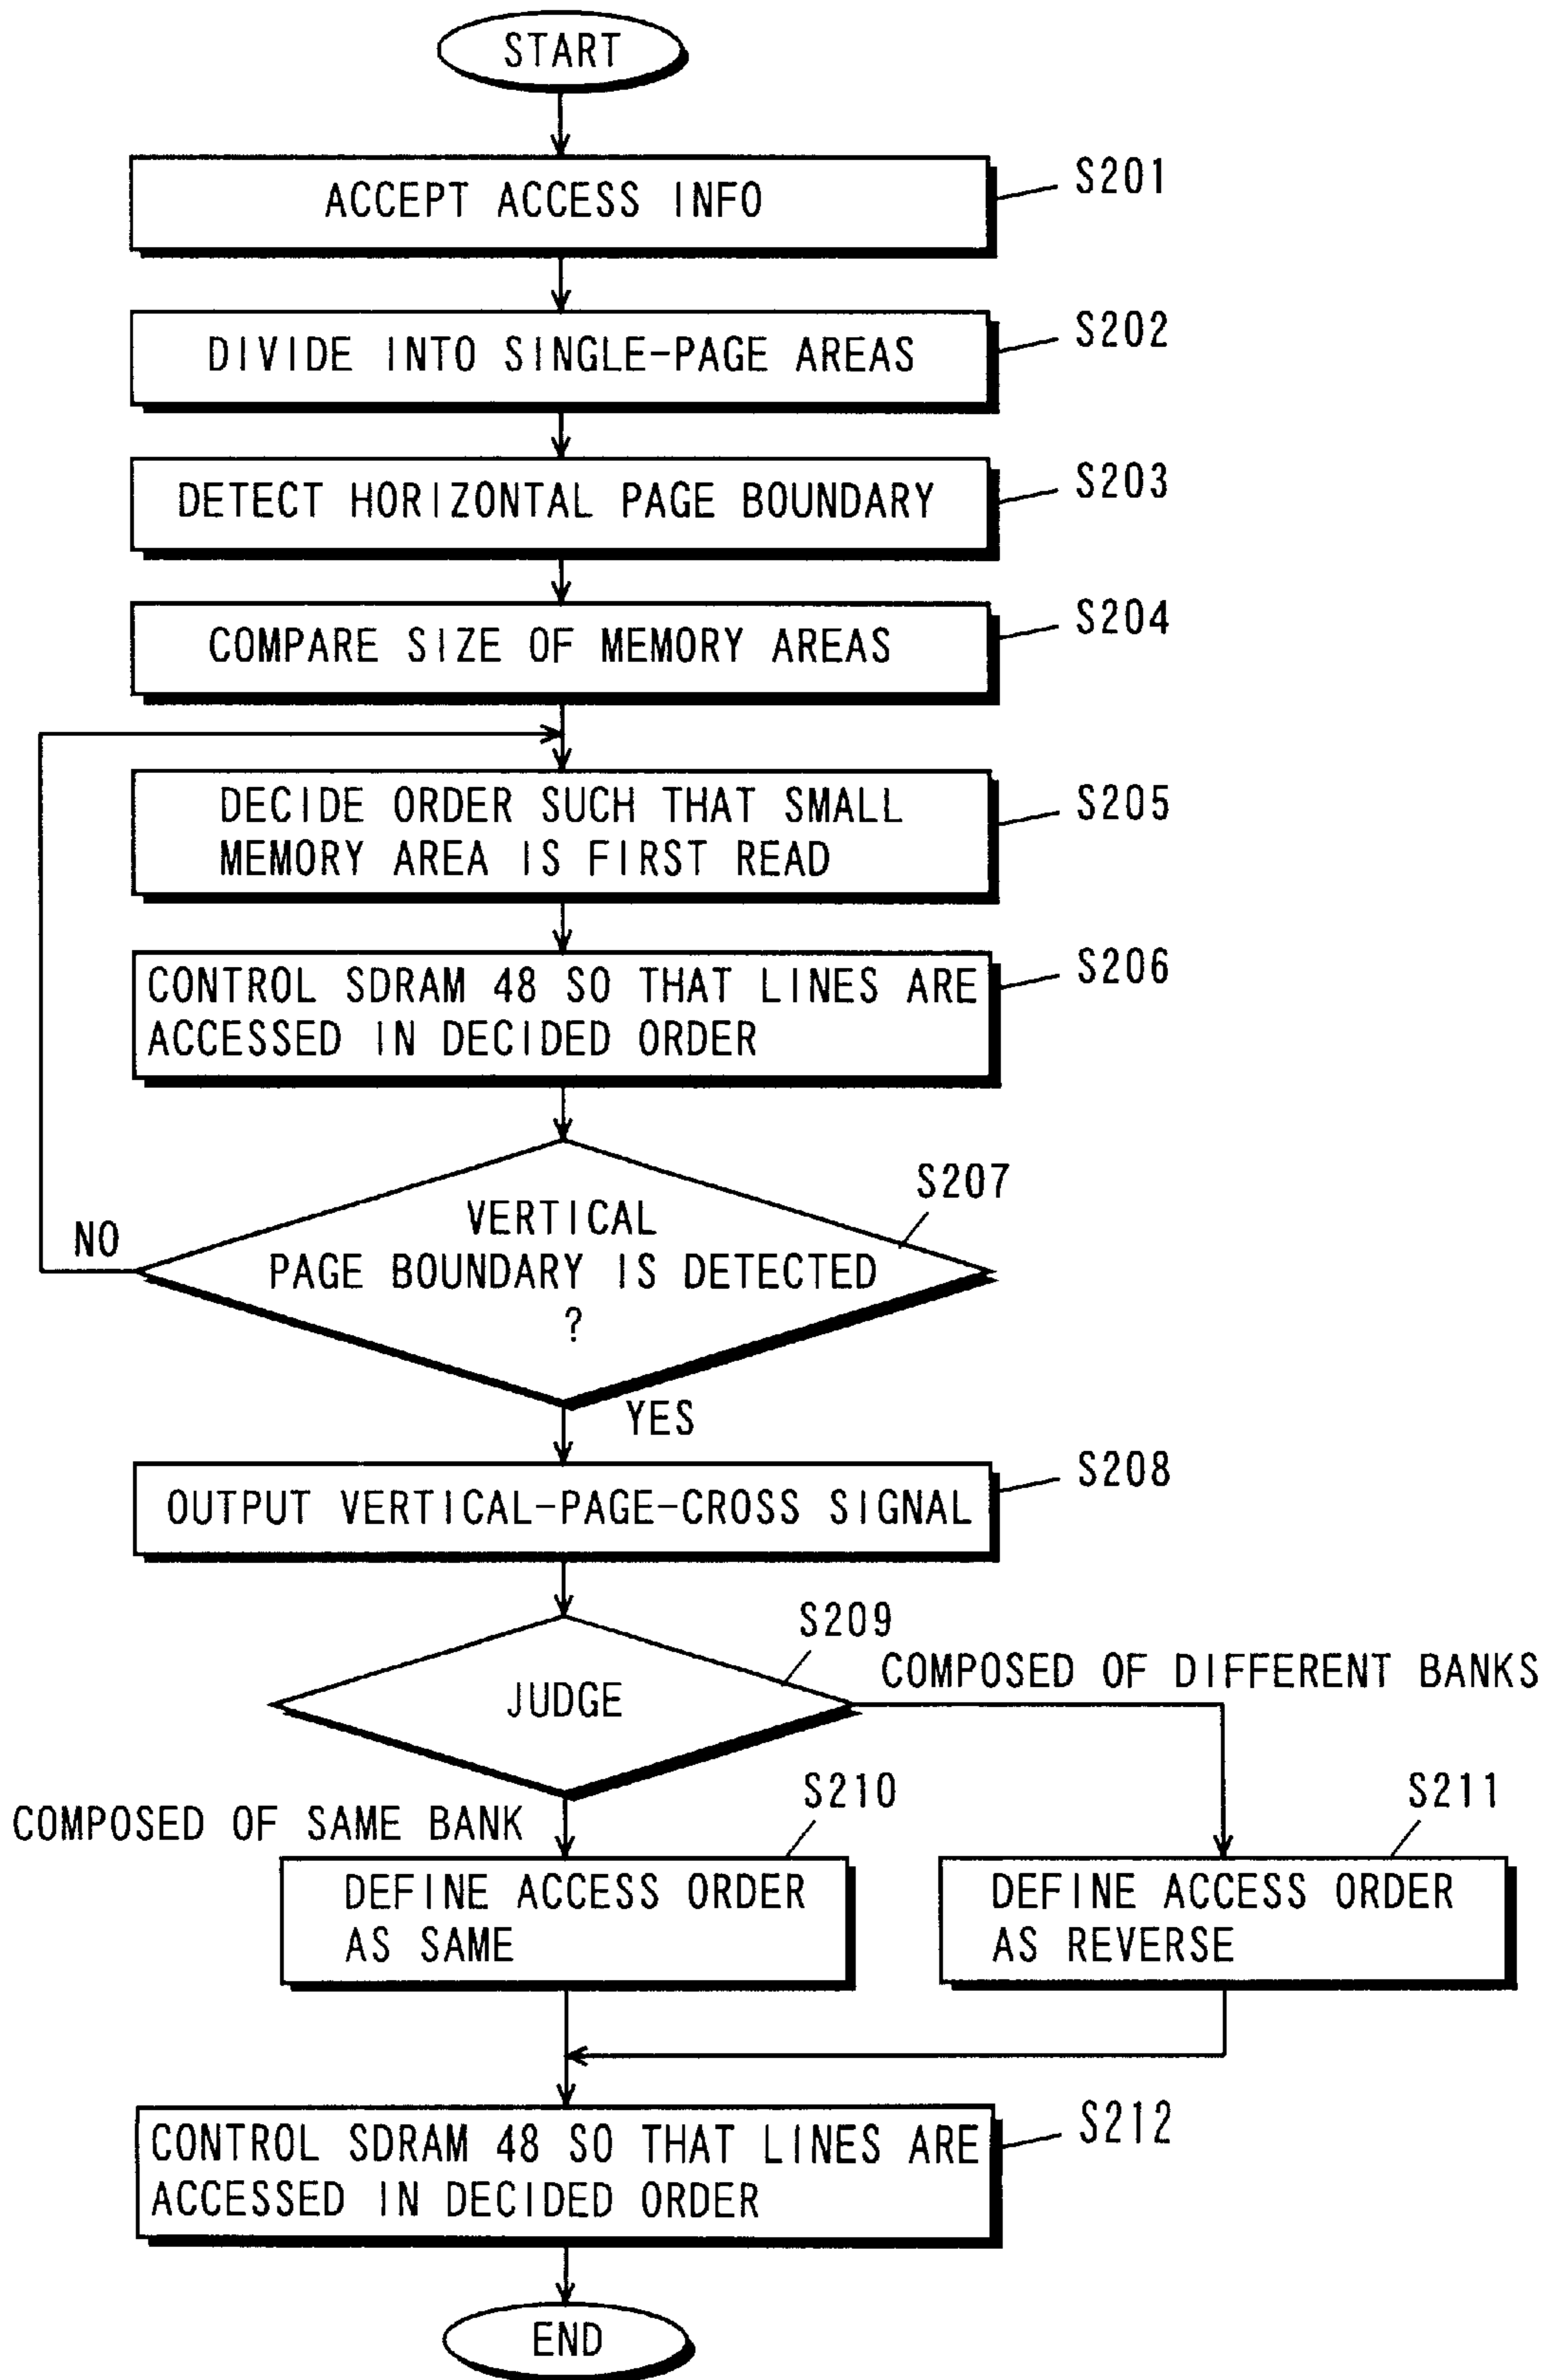 START
ACCEPT ACCESS INFO
S201
DIVIDE INTO SINGLE-PAGE AREAS
S202
DETECT HORIZONTAL PAGE BOUNDARY
S203
COMPARE SIZE OF MEMORY AREAS
S204
DECIDE ORDER SUCH THAT SMALL
MEMORY AREA IS FIRST READ
S205
CONTROL SDRAM 48 SO THAT LINES ARE
ACCESSED IN DECIDED ORDER
S206
S207
VERTICAL
PAGE BOUNDARY IS DETECTED
?
NO
YES
OUTPUT VERTICAL-PAGE-CROSS SIGNAL
S208
S209
JUDGE
COMPOSED OF DIFFERENT BANKS
COMPOSED OF SAME BANK
S210
DEFINE ACCESS ORDER
AS SAME
S211
DEFINE ACCESS ORDER
AS REVERSE
CONTROL SDRAM 48 SO THAT LINES ARE
ACCESSED IN DECIDED ORDER
S212
END